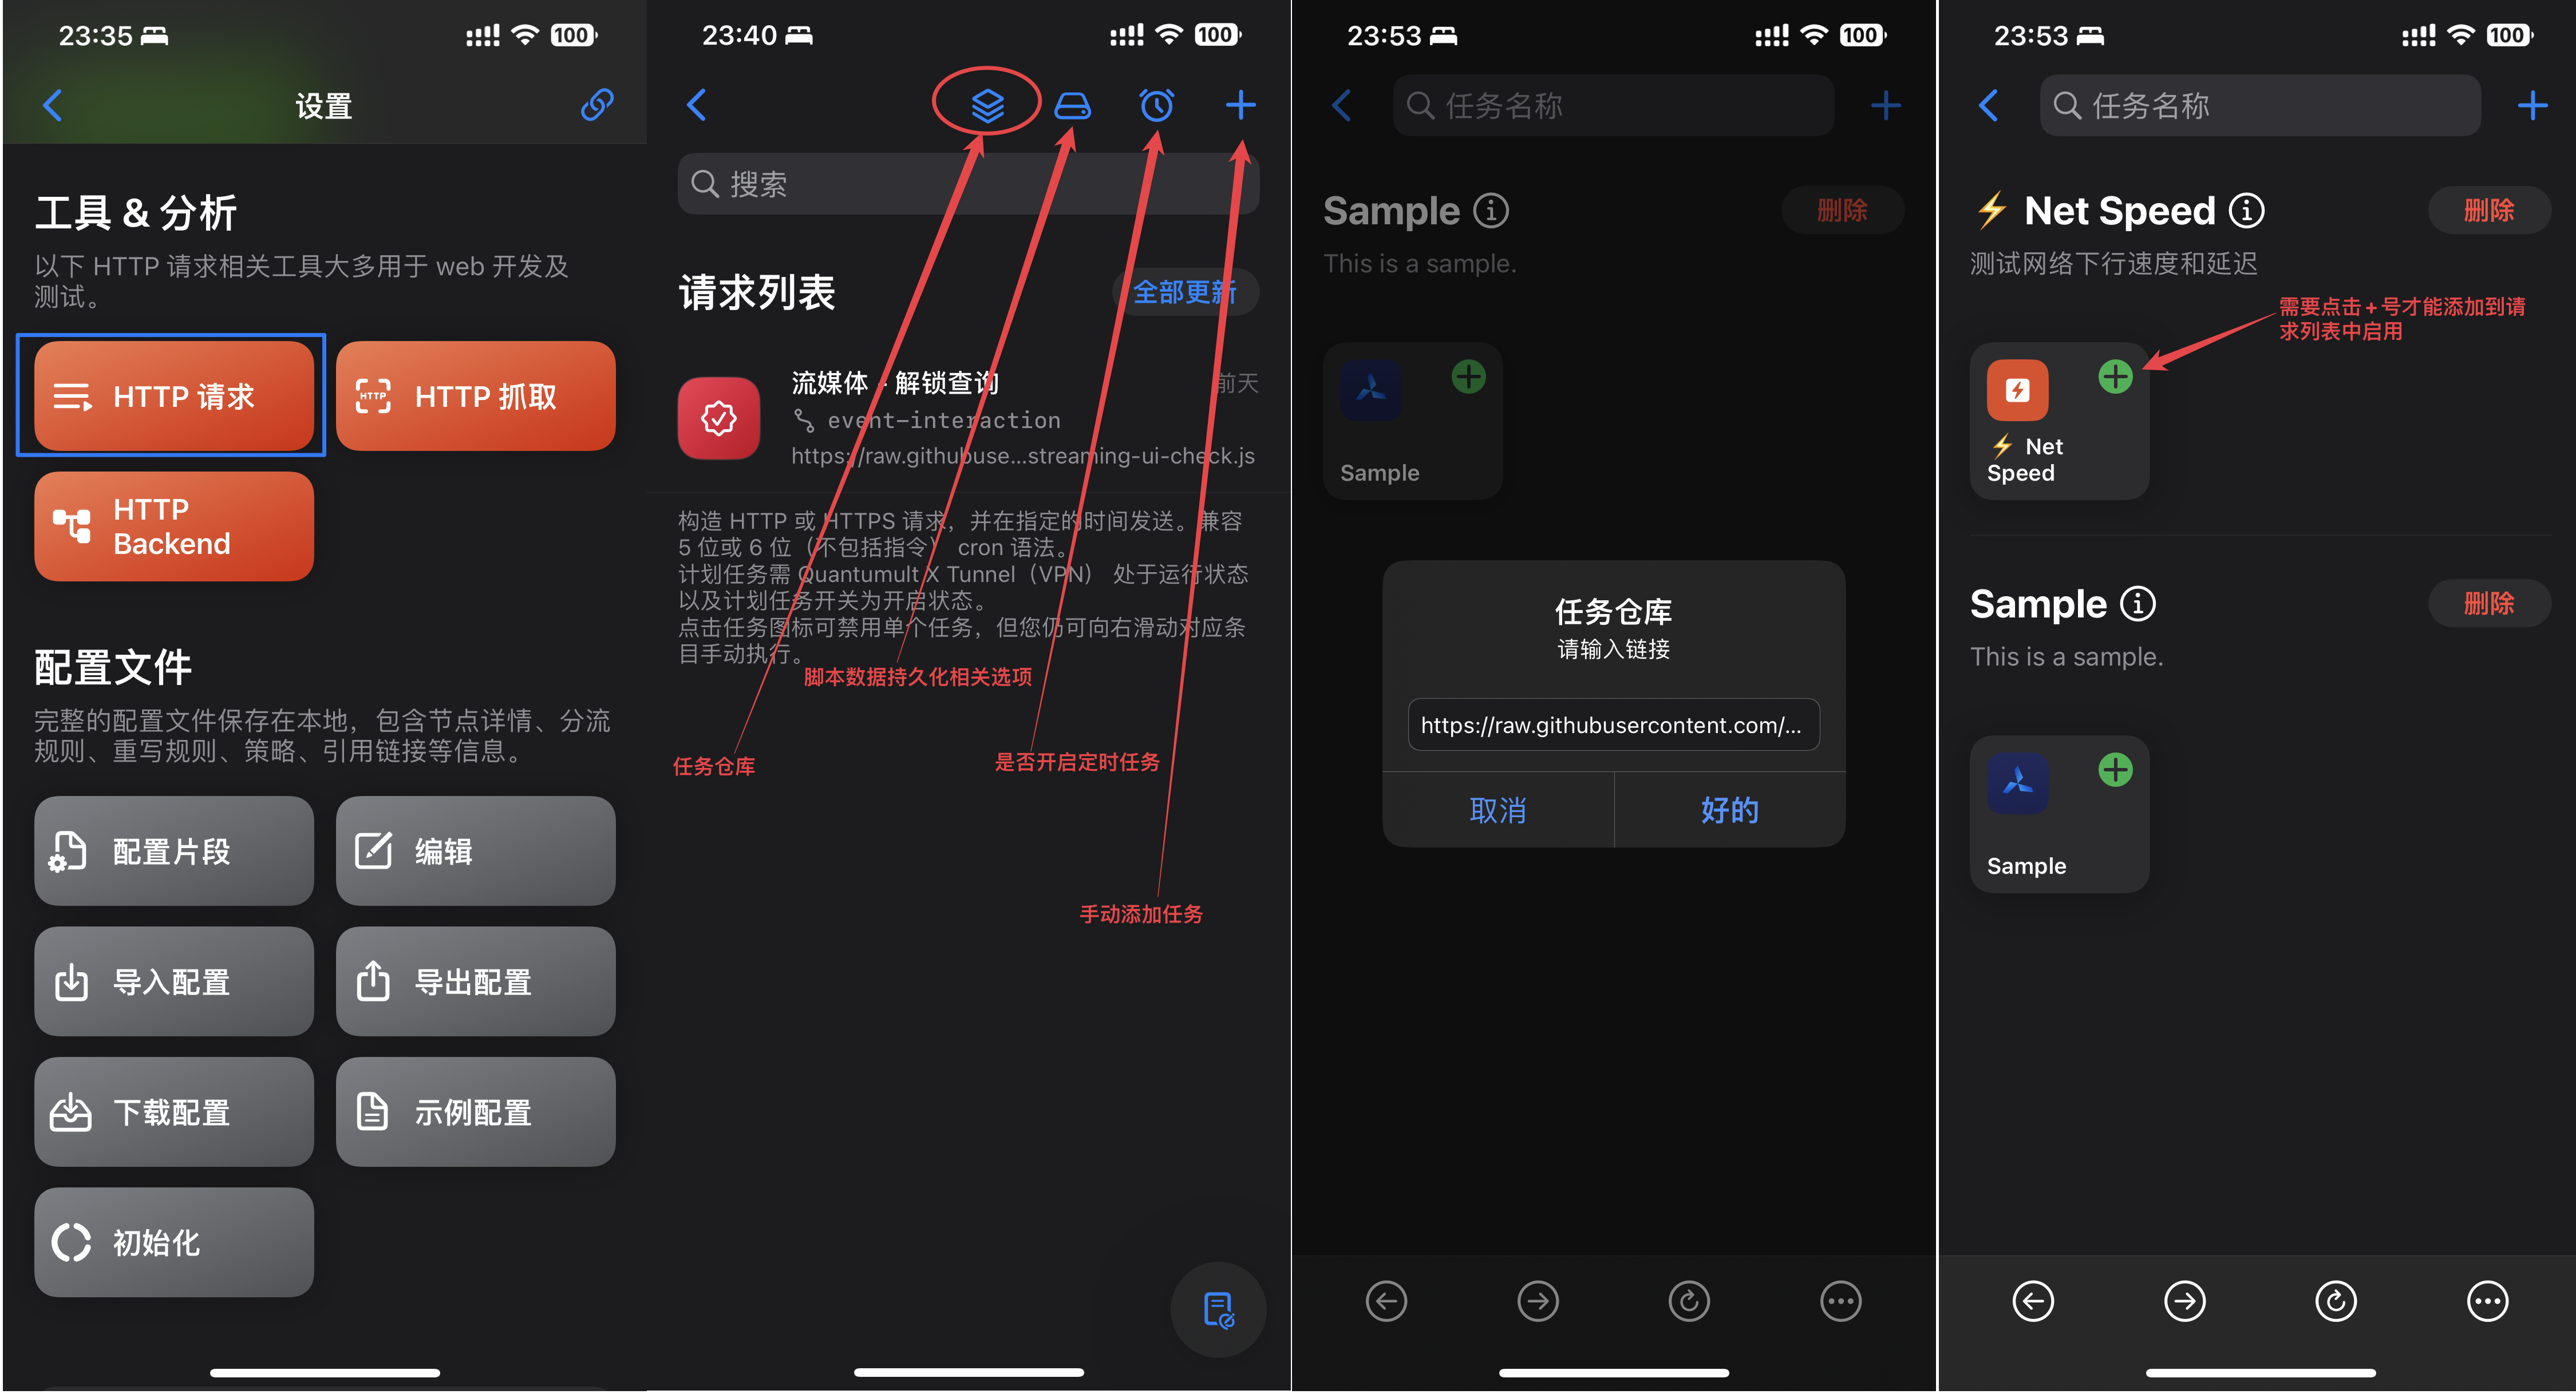 23:35
100
设置
工具 & 分析
以下 HTTP 请求相关工具大多用于 web 开发及
测试。
HTTP 请求
HTTP
HTTP 抓取
HTTP
Backend
配置文件
完整的配置文件保存在本地，包含节点详情、分流
规则、重写规则、策略、引用链接等信息。
配置片段
编辑
导入配置
导出配置
下载配置
示例配置
初始化
23:40
100
搜索
请求列表
全部更新
流媒体 - 解锁查询
前天
event-interaction
https://raw.githubuse...streaming-ui-check.js
构造 HTTP 或 HTTPS 请求，并在指定的时间发送。兼容
5 位或 6 位（不包括指令） cron 语法。
计划任务需 Quantumult X Tunnel（VPN） 处于运行状态
以及计划任务开关为开启状态。
点击任务图标可禁用单个任务，但您仍可向右滑动对应条
目手动执行。
脚本数据持久化相关选项
任务仓库
是否开启定时任务
手动添加任务
23:53
100
任务名称
Sample
删除
This is a sample.
Sample
任务仓库
请输入链接
https://raw.githubusercontent.com/...
取消
好的
23:53
100
任务名称
⚡ Net Speed
删除
测试网络下行速度和延迟
需要点击+号才能添加到请
求列表中启用
⚡ Net
Speed
Sample
删除
This is a sample.
Sample